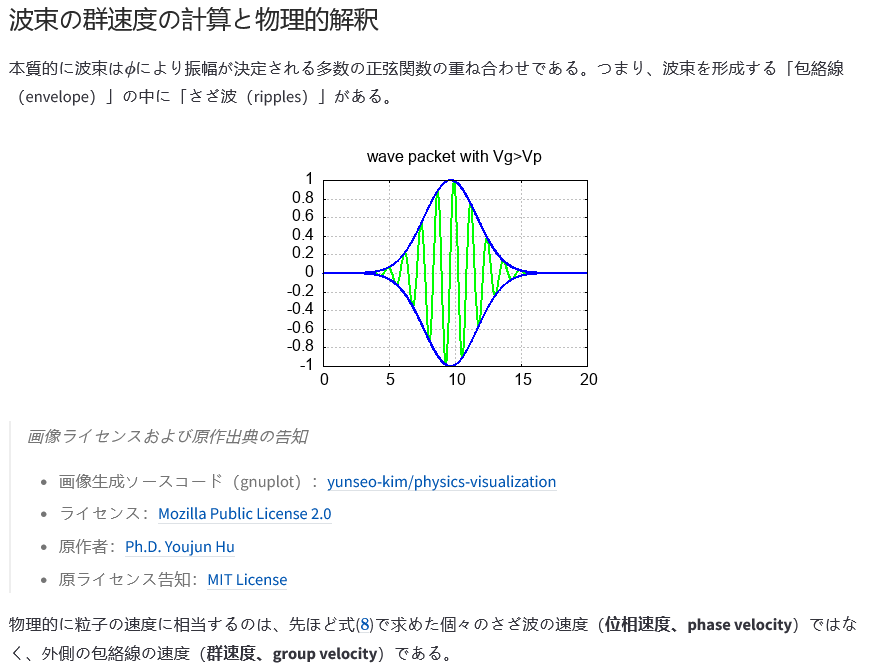 波束の群速度の計算と物理的解釈
本質的に波束はϕにより振幅が決定される多数の正弦関数の重ね合わせである。つまり、波束を形成する「包絡線
（envelope）」の中に「さざ波（ripples）」がある。
wave packet with Vg>Vp
1
0.8
0.6
0.4
0.2
0
-0.2
-0.4
-0.6
-0.8
-1
0 5 10 15 20
画像ライセンスおよび原作出典の告知
• 画像生成ソースコード（gnuplot）：yunseo-kim/physics-visualization
• ライセンス：Mozilla Public License 2.0
• 原作者：Ph.D. Youjun Hu
• 原ライセンス告知：MIT License
物理的に粒子の速度に相当するのは、先ほど式(8)で求めた個々のさざ波の速度（位相速度、phase velocity）ではな
く、外側の包絡線の速度（群速度、group velocity）である。